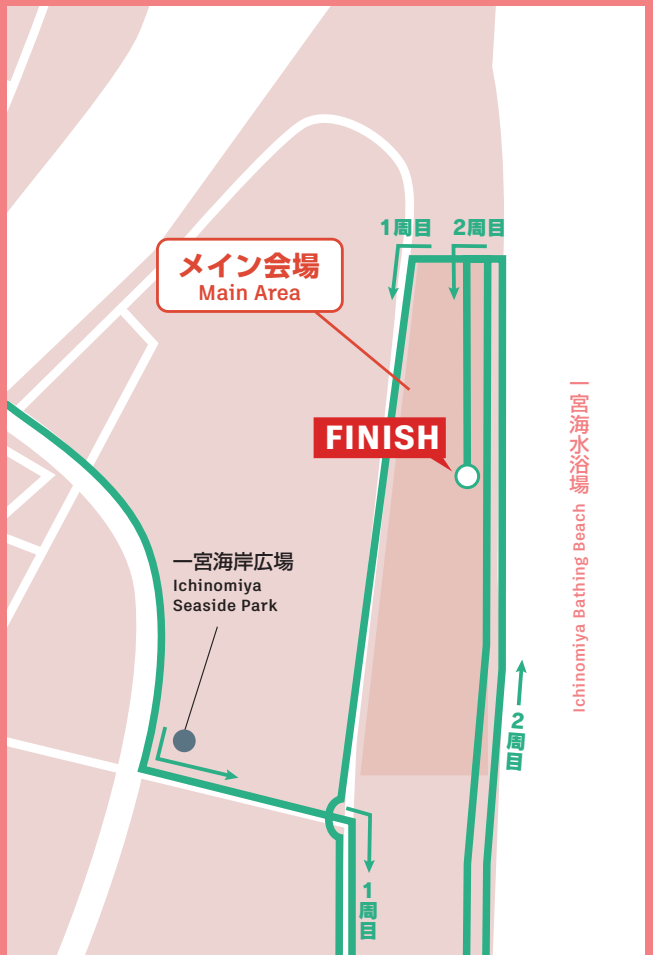 1周目
2周目
メイン会場
Main Area
FINISH
一宮海水浴場 Ichinomiya Bathing Beach
一宮海岸広場
Ichinomiya
Seaside Park
2周目
1周目